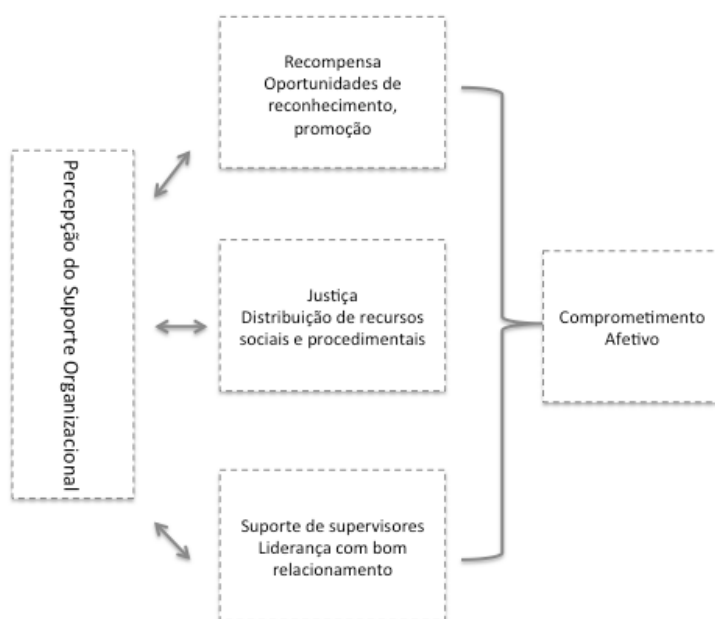 Percepção do Suporte Organizacional
Recompensa
Oportunidades de
reconhecimento,
promoção
Justiça
Distribuição de recursos
sociais e procedimentais
Suporte de supervisores
Liderança com bom
relacionamento
Comprometimento
Afetivo